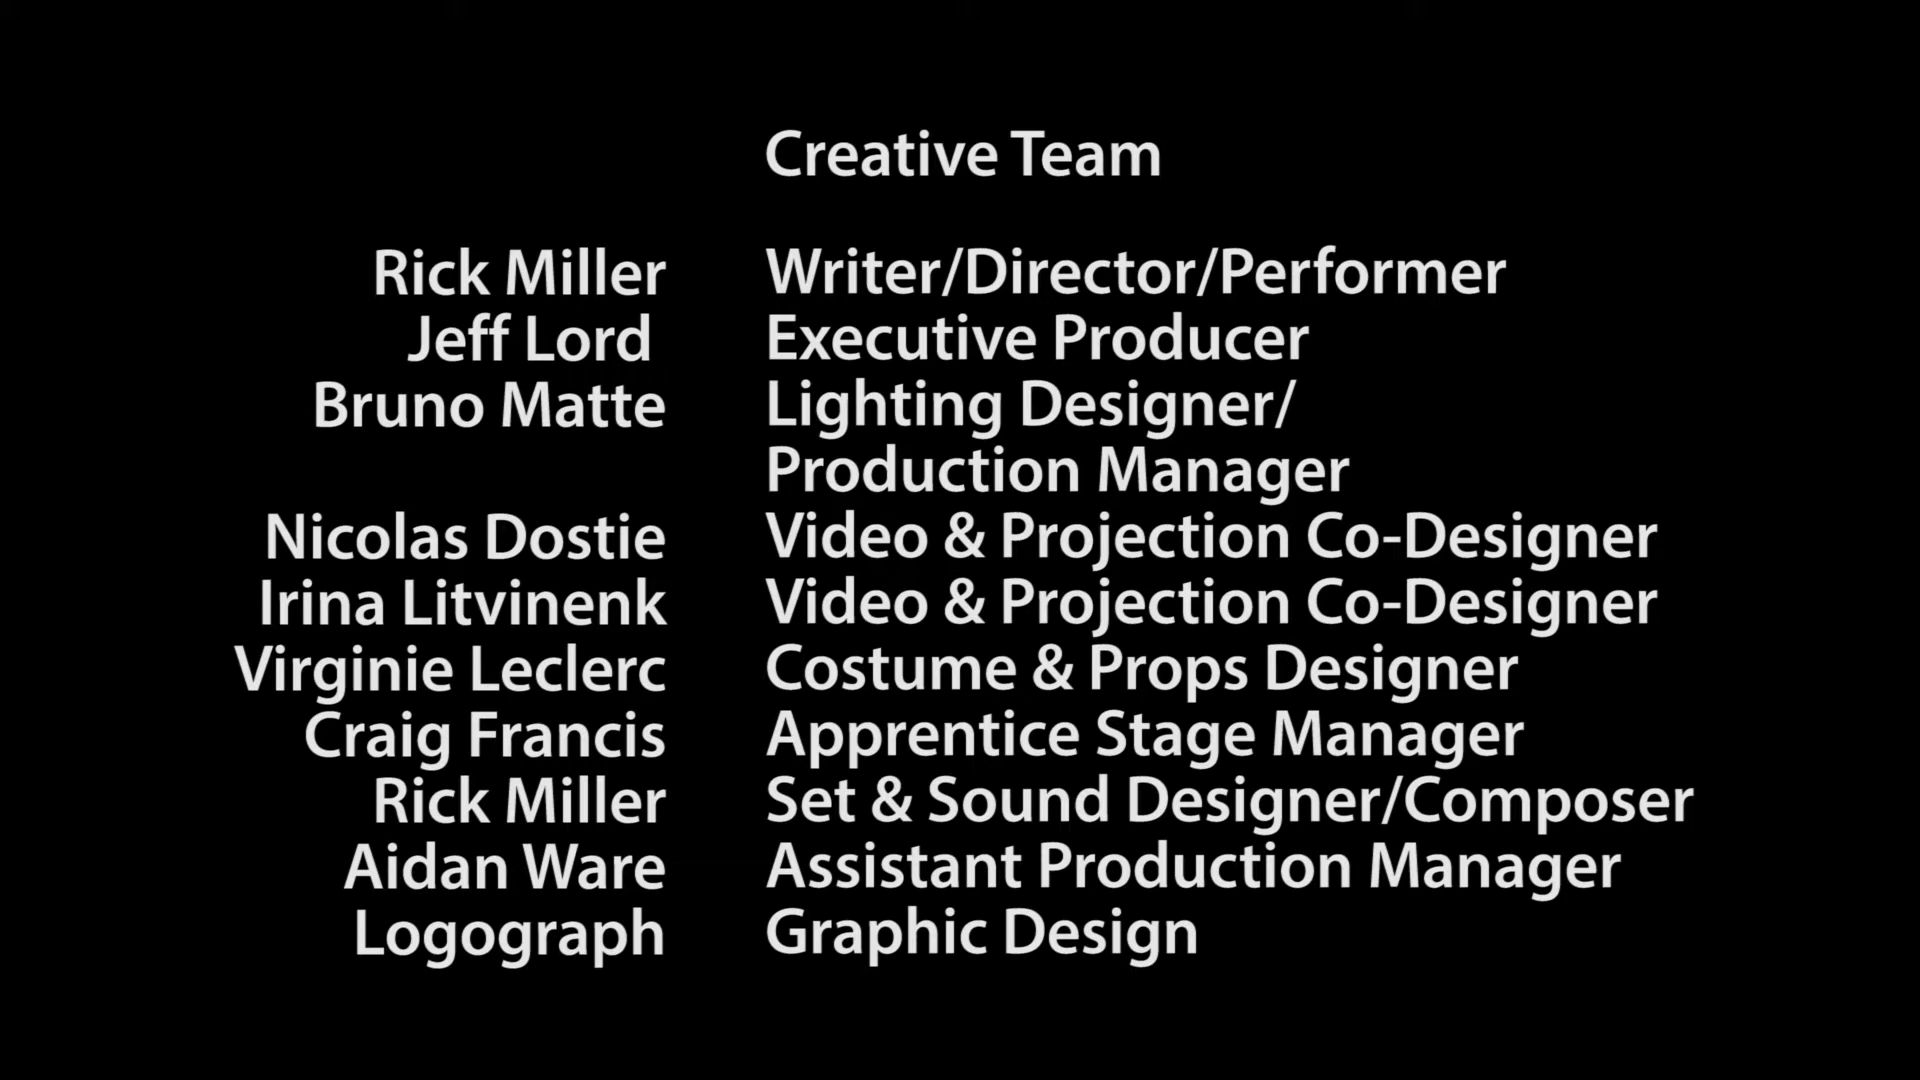 Creative Team
Rick Miller Writer/Director/Performer
Jeff Lord Executive Producer
Bruno Matte Lighting Designer/
Production Manager
Nicolas Dostie Video & Projection Co-Designer
Irina Litvinenk Video & Projection Co-Designer
Virginie Leclerc Costume & Props Designer
Craig Francis Apprentice Stage Manager
Rick Miller Set & Sound Designer/Composer
Aidan Ware Assistant Production Manager
Logograph Graphic Design